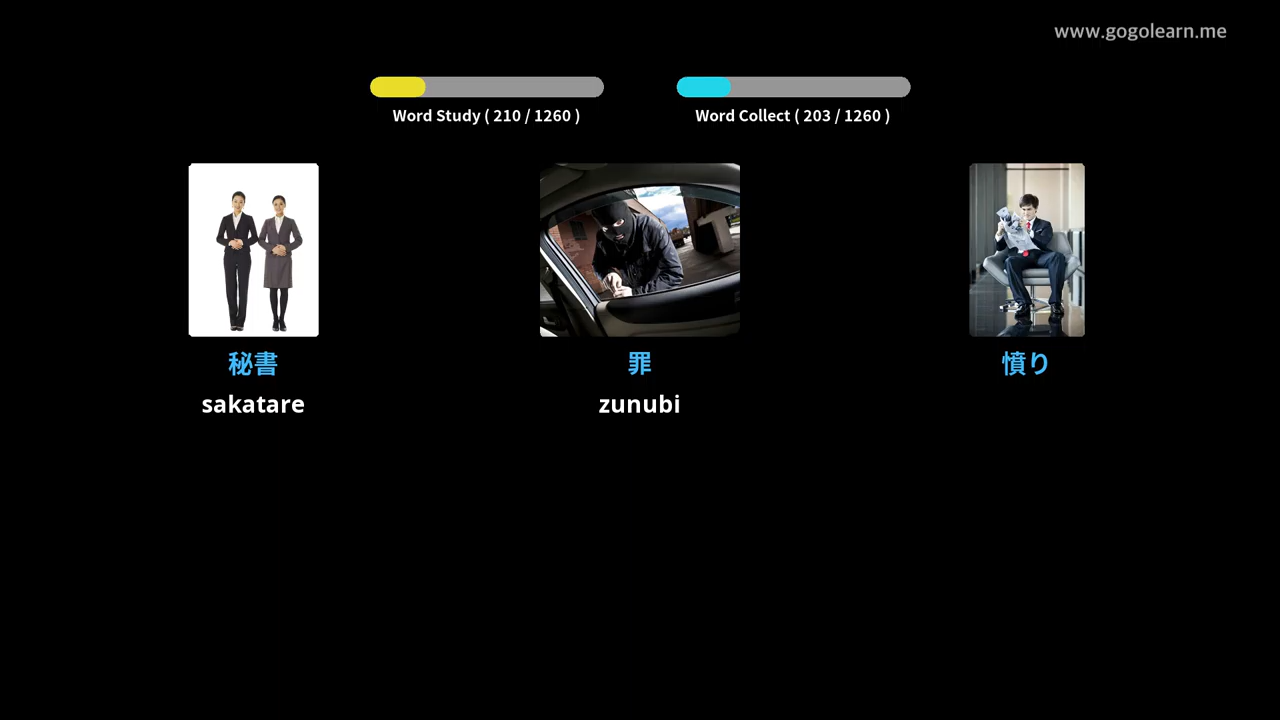 www.gogolearn.me
Word Study ( 210 / 1260 )
Word Collect ( 203 / 1260 )
秘書
罪
憤り
sakatare
zunubi